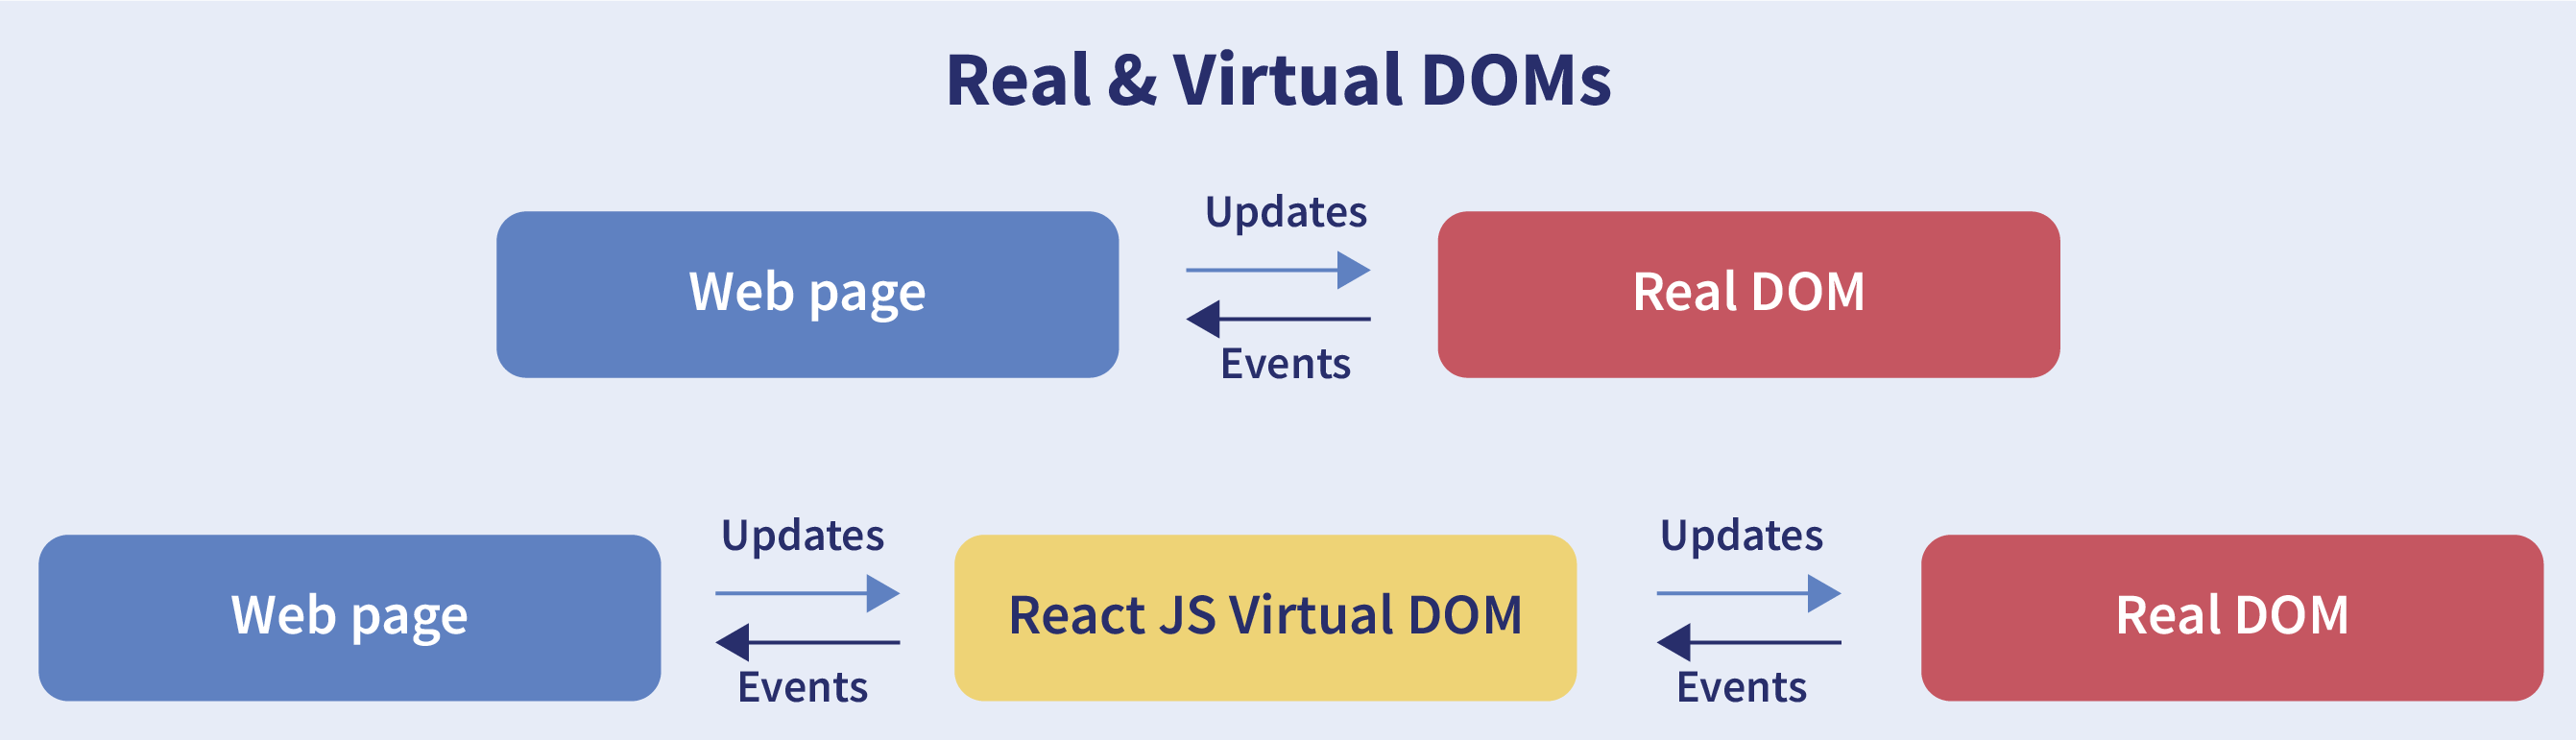 Real & Virtual DOMs
Updates
Web page
Real DOM
Events
Updates
Updates
Web page
React JS Virtual DOM
Real DOM
Events
Events